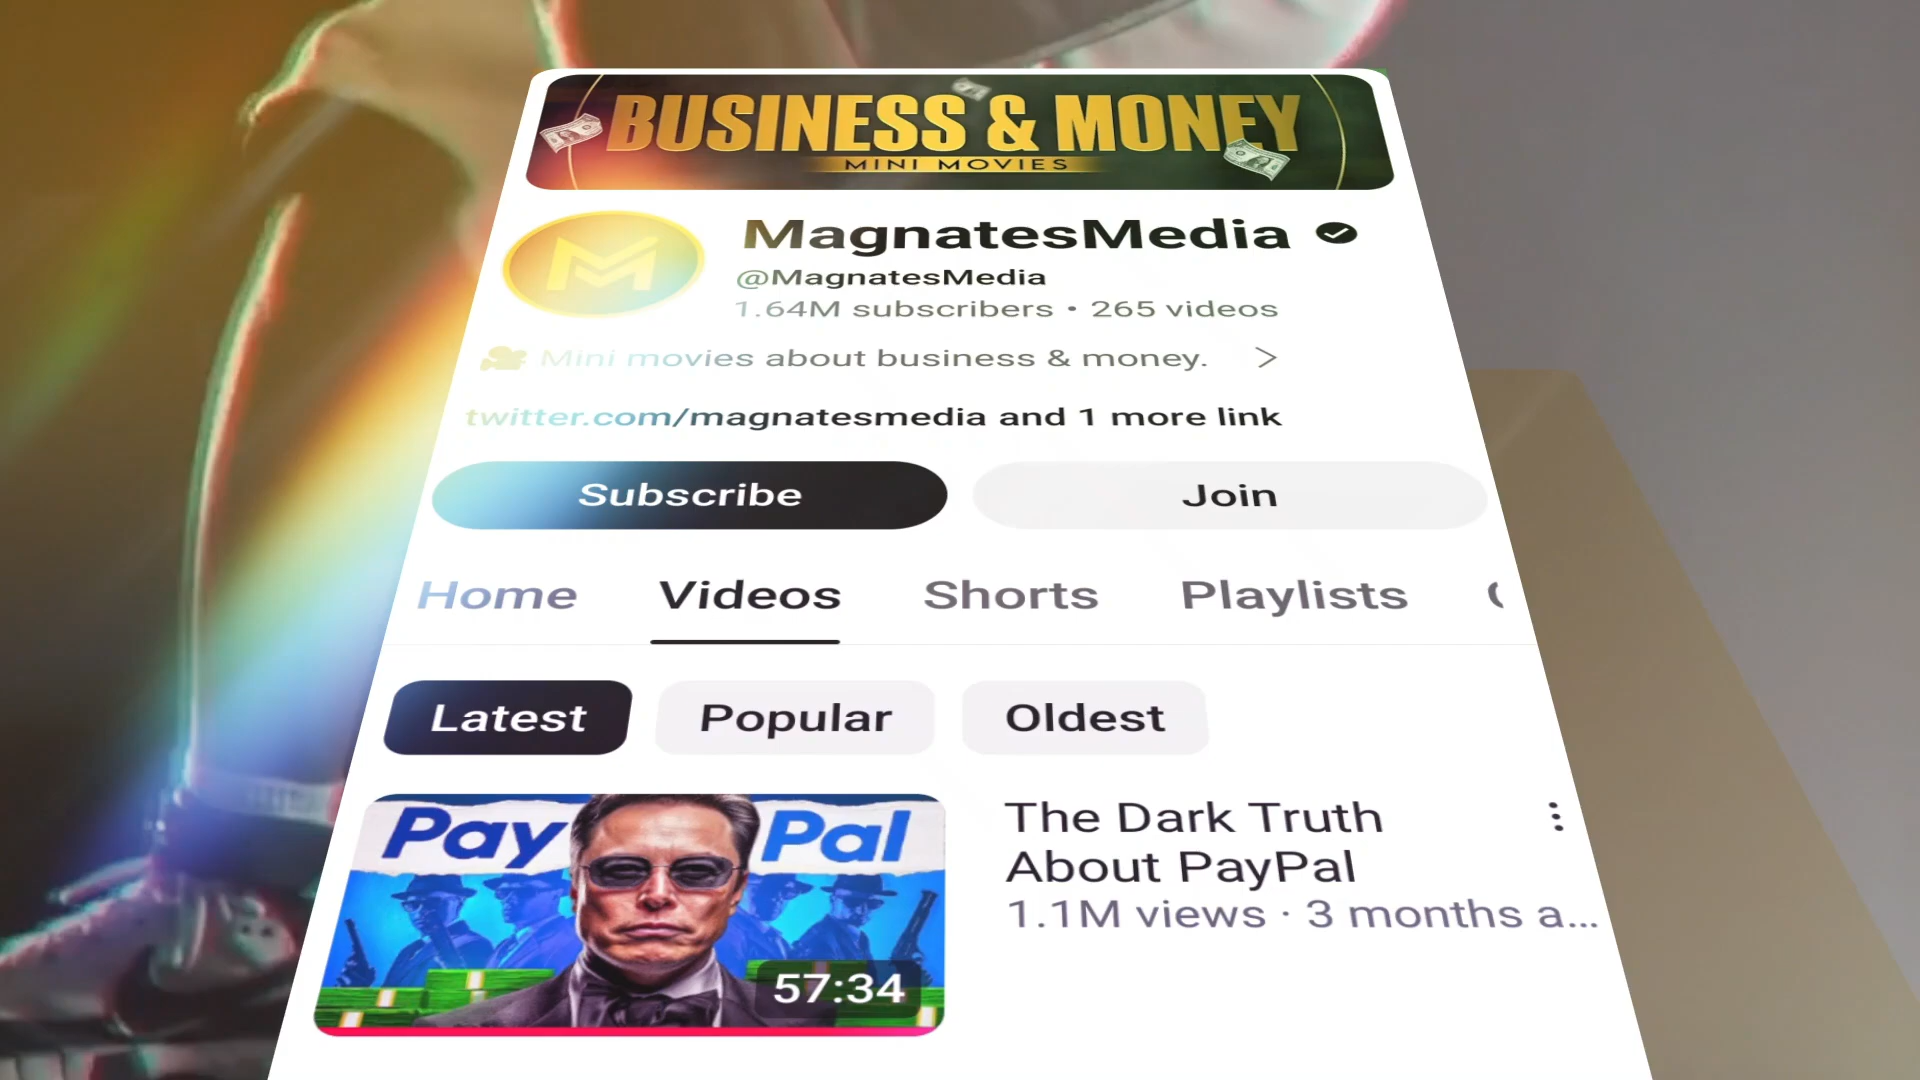 BUSINESS & MONEY
MINI MOVIES
MagnatesMedia
@MagnatesMedia
1.64M subscribers • 265 videos
Mini movies about business & money.
twitter.com/magnatesmedia and 1 more link
Subscribe Join
Home Videos Shorts Playlists
Latest Popular Oldest
PayPal
57:34
The Dark Truth
About PayPal
1.1M views · 3 months a...